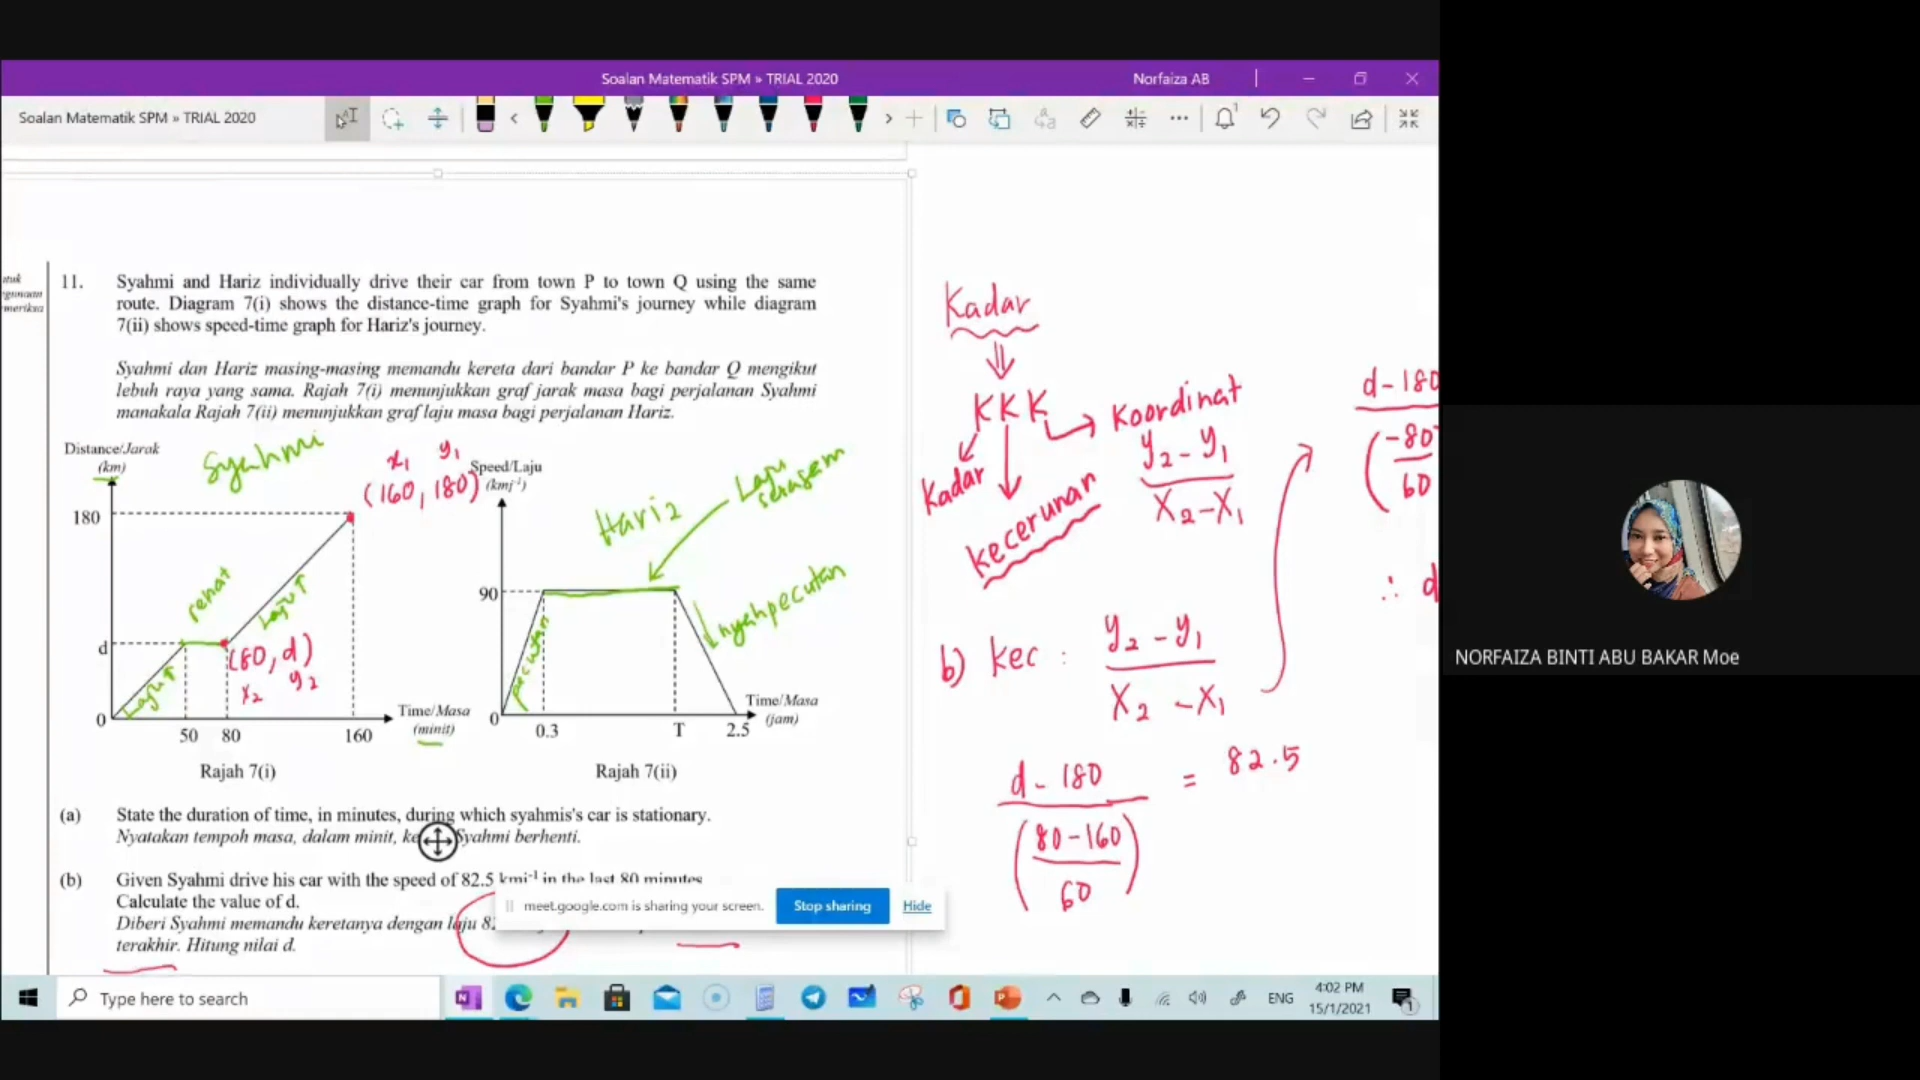 Soalan Matematik SPM » TRIAL 2020
Norfaiza AB
Soalan Matematik SPM » TRIAL 2020
11. Syahmi and Hariz individually drive their car from town P to town Q using the same
route. Diagram 7(i) shows the distance-time graph for Syahmi's journey while diagram
7(ii) shows speed-time graph for Hariz's journey.
Syahmi dan Hariz masing-masing memandu kereta dari bandar P ke bandar Q mengikut
lebuh raya yang sama. Rajah 7(i) menunjukkan graf jarak masa bagi perjalanan Syahmi
manakala Rajah 7(ii) menunjukkan graf laju masa bagi perjalanan Hariz.
Distance/Jarak
(km)
Syahmi
x₁ y₁
(160, 180)
180
rehat
Laju ↑
d
(80, d)
x₂ y₂
Laju ↑
0
50 80 160
Time/Masa
(minit)
Rajah 7(i)
Speed/Laju
(kmj⁻¹)
Hariz
Laju
seragam
90
pecutan
nyahpecutan
0
0.3 T 2.5
Time/Masa
(jam)
Rajah 7(ii)
(a) State the duration of time, in minutes, during which syahmis's car is stationary.
Nyatakan tempoh masa, dalam minit, ke Syahmi berhenti.
(b) Given Syahmi drive his car with the speed of 82.5 kmj⁻¹ in the last 80 minutes
Calculate the value of d.
Diberi Syahmi memandu keretanya dengan laju 8
terakhir. Hitung nilai d.
Kadar
⇓
KKK
Koordinat
Kadar
kecerunan
y₂ - y₁
x₂ - x₁
b) kec : y₂ - y₁
x₂ - x₁
d - 180 = 82.5
(80 - 160
60)
d - 180
(-80
60
∴ d
meet.google.com is sharing your screen.
Stop sharing
Hide
NORFAIZA BINTI ABU BAKAR Moe
Type here to search
ENG
4:02 PM
15/1/2021
1